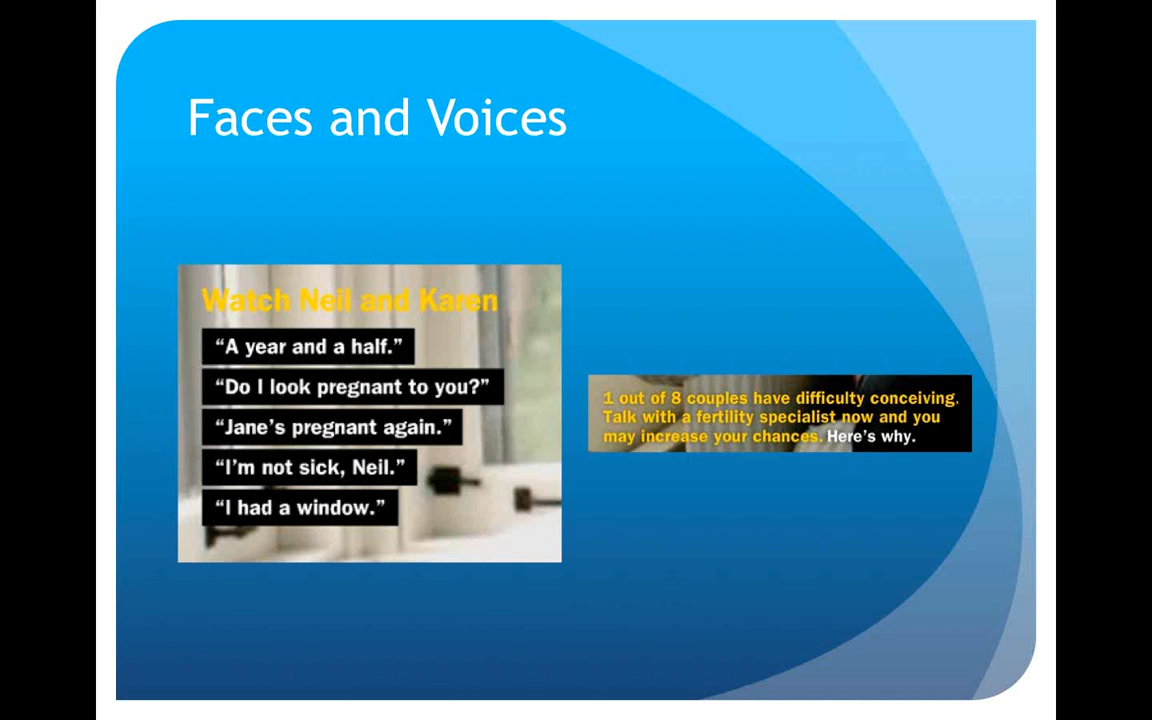 Faces and Voices
Watch Neil and Karen
“A year and a half.”
“Do I look pregnant to you?”
“Jane’s pregnant again.”
“I’m not sick, Neil.”
“I had a window.”
1 out of 8 couples have difficulty conceiving.
Talk with a fertility specialist now and you
may increase your chances. Here’s why.